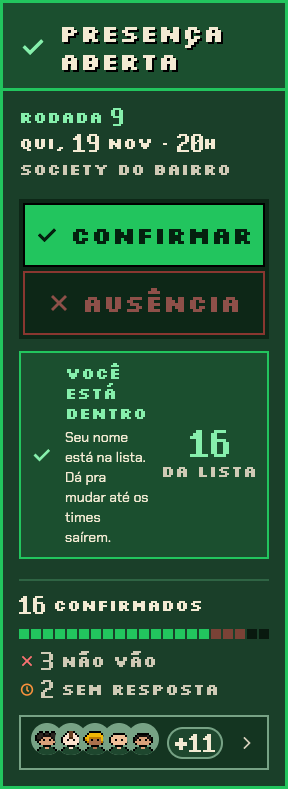 PRESENÇA
ABERTA
RODADA 9
QUI, 19 NOV · 20H
SOCIETY DO BAIRRO
CONFIRMAR
AUSÊNCIA
VOCÊ
ESTÁ
DENTRO
Seu nome
está na lista.
Dá pra
mudar até os
times
saírem.
16
DA LISTA
16 CONFIRMADOS
3 NÃO VÃO
2 SEM RESPOSTA
+11